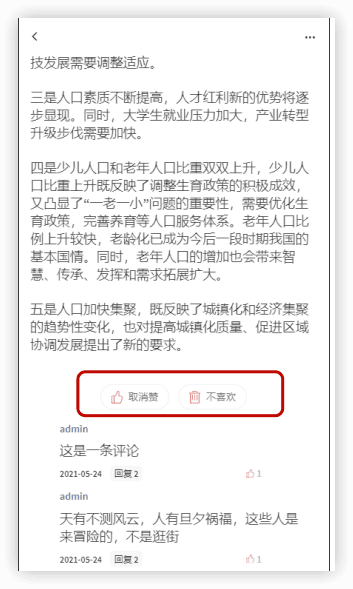 技发展需要调整适应。
三是人口素质不断提高，人才红利新的优势将逐
步显现。同时，大学生就业压力加大，产业转型
升级步伐需要加快。
四是少儿人口和老年人口比重双双上升，少儿人
口比重上升既反映了调整生育政策的积极成效，
又凸显了“一老一小”问题的重要性，需要优化生
育政策，完善养育等人口服务体系。老年人口比
例上升较快，老龄化已成为今后一段时期我国的
基本国情。同时，老年人口的增加也会带来智
慧、传承、发挥和需求拓展扩大。
五是人口加快集聚，既反映了城镇化和经济集聚
的趋势性变化，也对提高城镇化质量、促进区域
协调发展提出了新的要求。
取消赞 不喜欢
admin
这是一条评论
2021-05-24 回复 2 1
admin
天有不测风云，人有旦夕祸福，这些人是
来冒险的，不是逛街
2021-05-24 回复 2 1